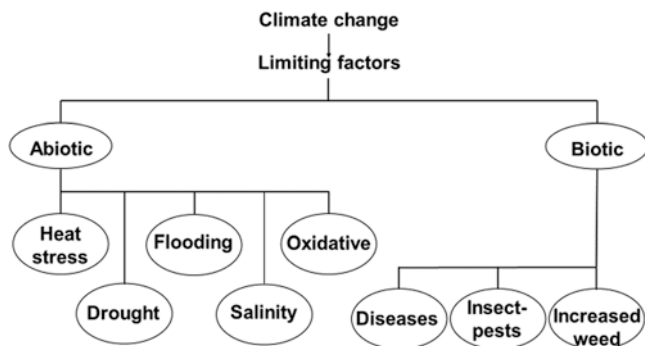 Climate change
Limiting factors
Abiotic
Biotic
Heat
stress
Flooding
Oxidative
Drought
Salinity
Diseases
Insect-
pests
Increased
weed